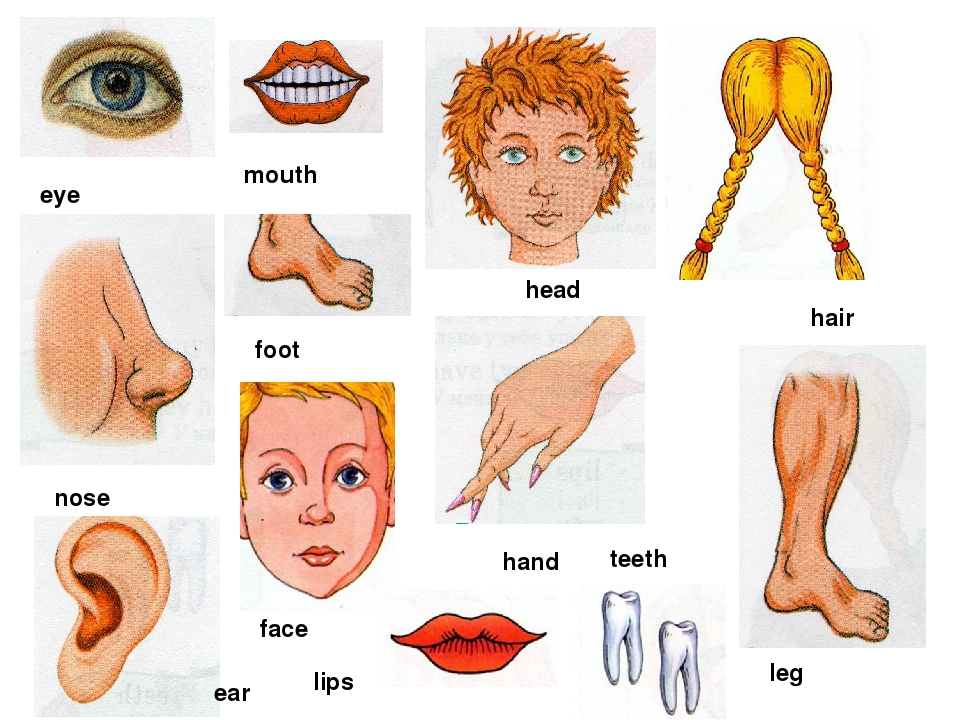 eye
mouth
head
hair
foot
nose
hand
teeth
face
ear
lips
leg